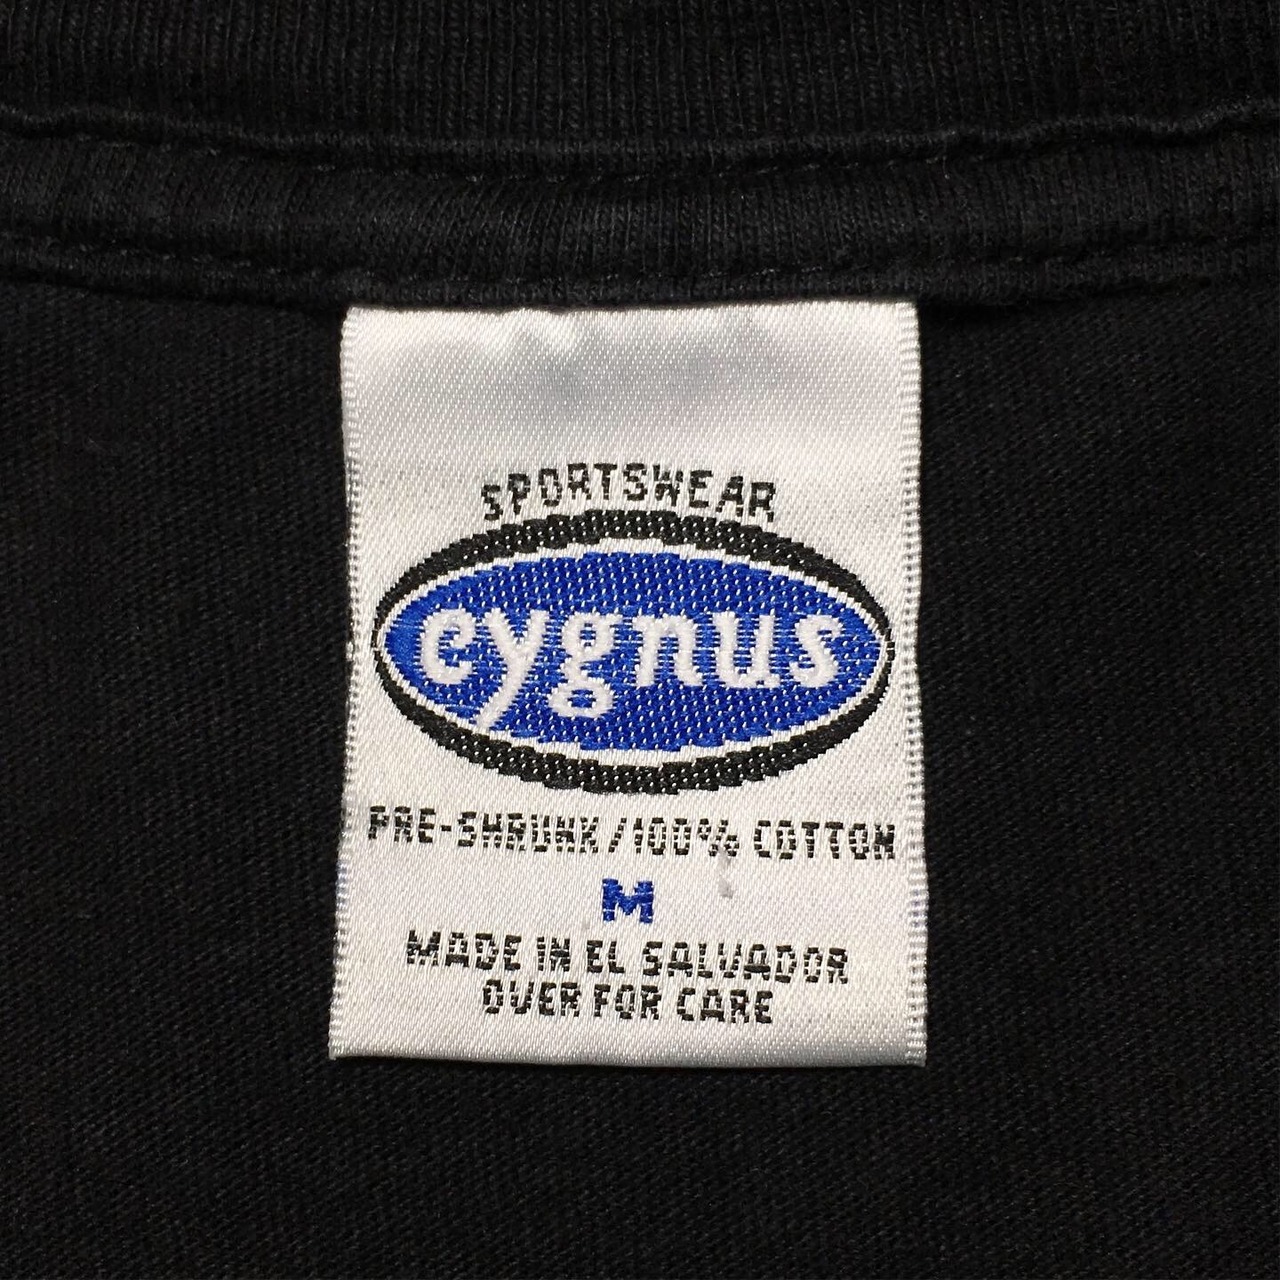 SPORTSWEAR
cygnus
PRE-SHRUNK/100% COTTON
M
MADE IN EL SALVADOR
OVER FOR CARE